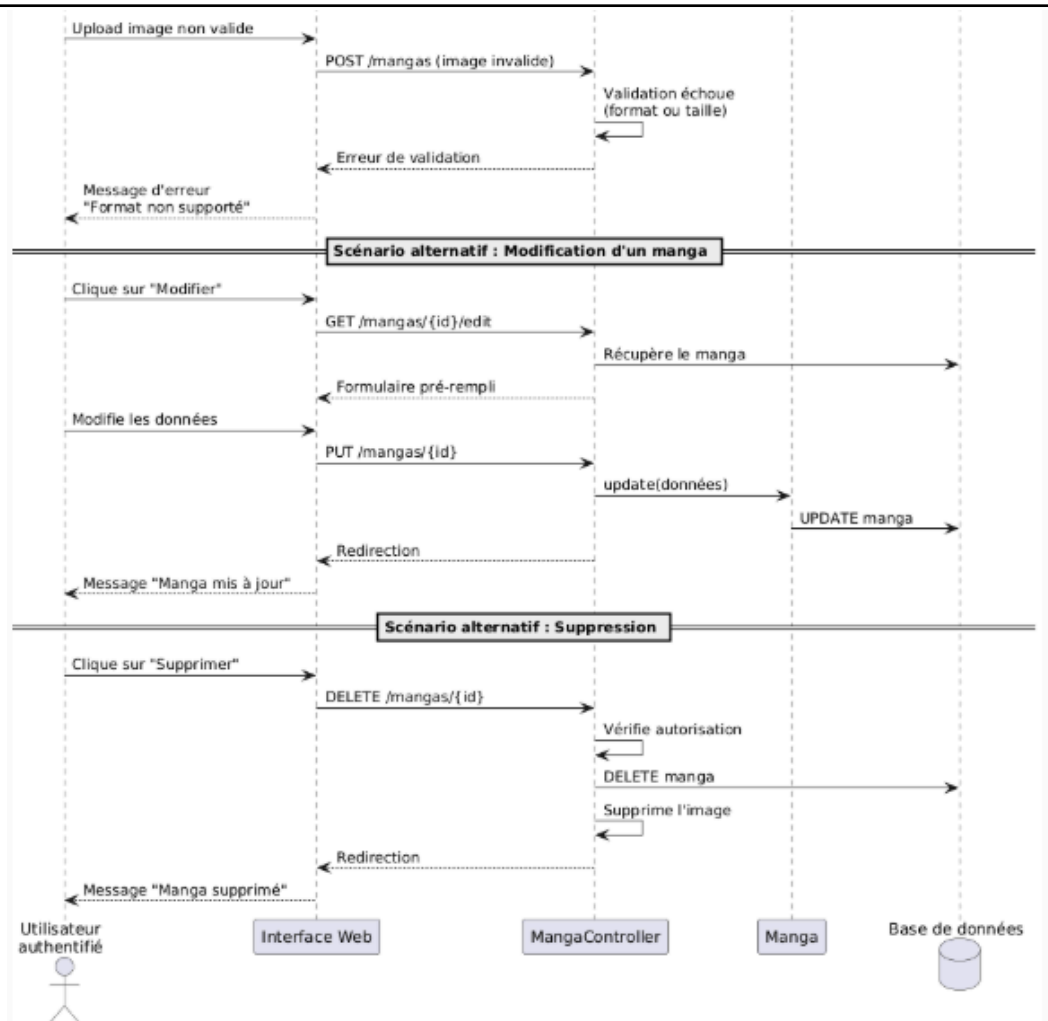 Upload image non valide
POST /mangas (image invalide)
Validation échoue
(format ou taille)
Erreur de validation
Message d'erreur
"Format non supporté"
Scénario alternatif : Modification d'un manga
Clique sur "Modifier"
GET /mangas/{id}/edit
Récupère le manga
Formulaire pré-rempli
Modifie les données
PUT /mangas/{id}
update(données)
UPDATE manga
Redirection
Message "Manga mis à jour"
Scénario alternatif : Suppression
Clique sur "Supprimer"
DELETE /mangas/{id}
Vérifie autorisation
DELETE manga
Supprime l'image
Redirection
Message "Manga supprimé"
Utilisateur
authentifié
Interface Web
MangaController
Manga
Base de données